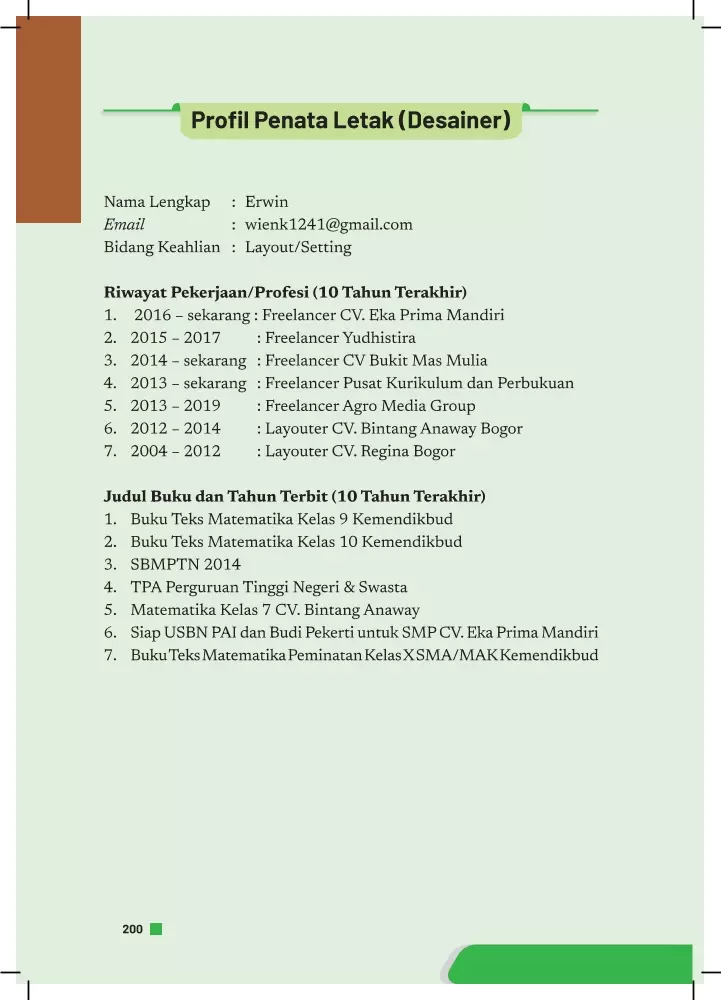 Profil Penata Letak (Desainer)
Nama Lengkap : Erwin
Email : wienk1241@gmail.com
Bidang Keahlian : Layout/Setting
Riwayat Pekerjaan/Profesi (10 Tahun Terakhir)
1. 2016 – sekarang : Freelancer CV. Eka Prima Mandiri
2. 2015 – 2017 : Freelancer Yudhistira
3. 2014 – sekarang : Freelancer CV Bukit Mas Mulia
4. 2013 – sekarang : Freelancer Pusat Kurikulum dan Perbukuan
5. 2013 – 2019 : Freelancer Agro Media Group
6. 2012 – 2014 : Layouter CV. Bintang Anaway Bogor
7. 2004 – 2012 : Layouter CV. Regina Bogor
Judul Buku dan Tahun Terbit (10 Tahun Terakhir)
1. Buku Teks Matematika Kelas 9 Kemendikbud
2. Buku Teks Matematika Kelas 10 Kemendikbud
3. SBMPTN 2014
4. TPA Perguruan Tinggi Negeri & Swasta
5. Matematika Kelas 7 CV. Bintang Anaway
6. Siap USBN PAI dan Budi Pekerti untuk SMP CV. Eka Prima Mandiri
7. Buku Teks Matematika Peminatan Kelas X SMA/MAK Kemendikbud
200